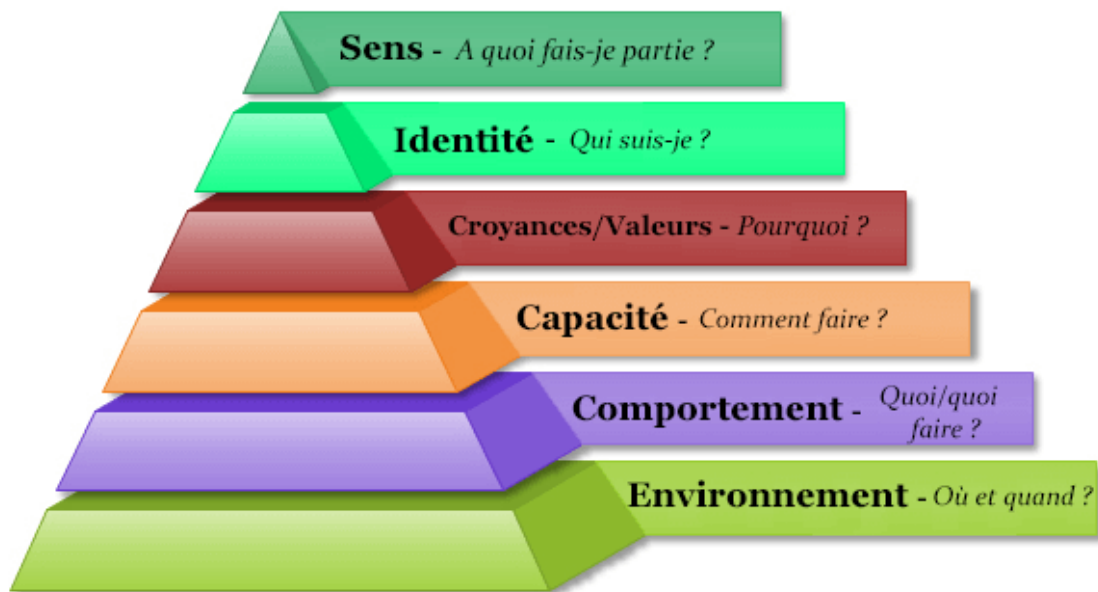 Sens - A quoi fais-je partie ?
Identité - Qui suis-je ?
Croyances/Valeurs - Pourquoi ?
Capacité - Comment faire ?
Comportement - Quoi/quoi
faire ?
Environnement - Où et quand ?